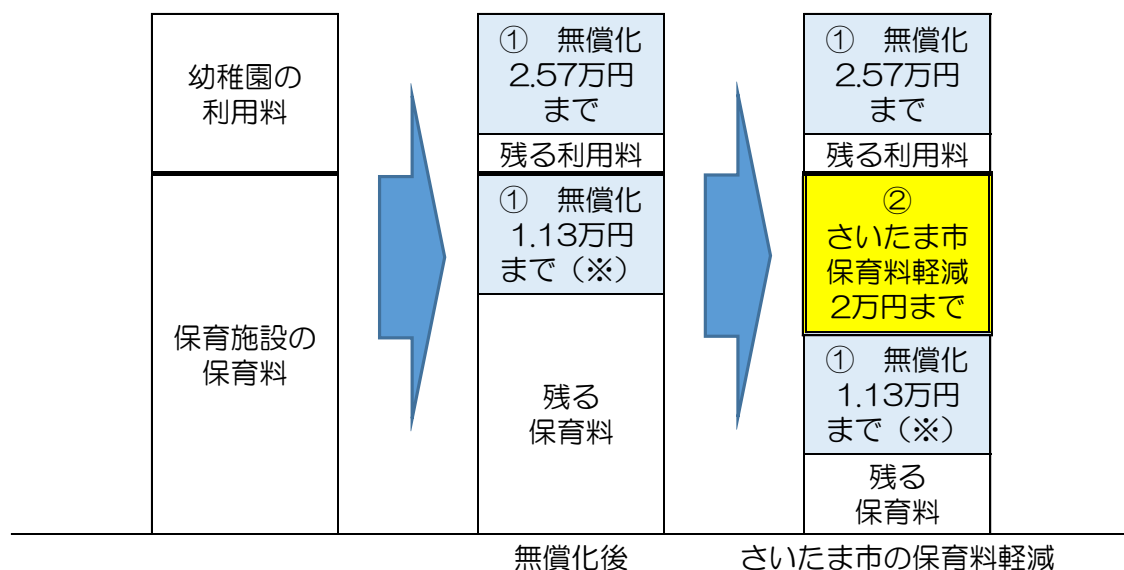 幼稚園の
利用料
保育施設の
保育料
① 無償化
2.57万円
まで
残る利用料
① 無償化
1.13万円
まで（※）
残る
保育料
① 無償化
2.57万円
まで
残る利用料
②
さいたま市
保育料軽減
2万円まで
① 無償化
1.13万円
まで（※）
残る
保育料
無償化後
さいたま市の保育料軽減